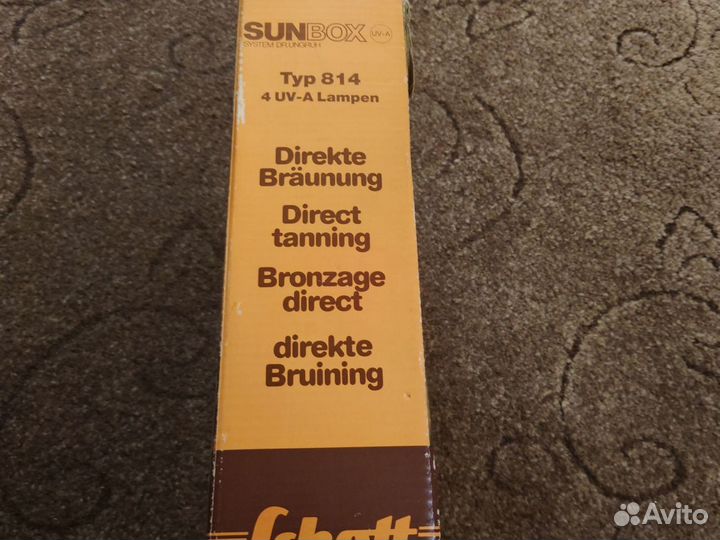 SUNBOX UV-A
SYSTEM DR.UNGRUH
Typ 814
4 UV-A Lampen
Direkte
Bräunung
Direct
tanning
Bronzage
direct
direkte
Bruining
Schott
Avito